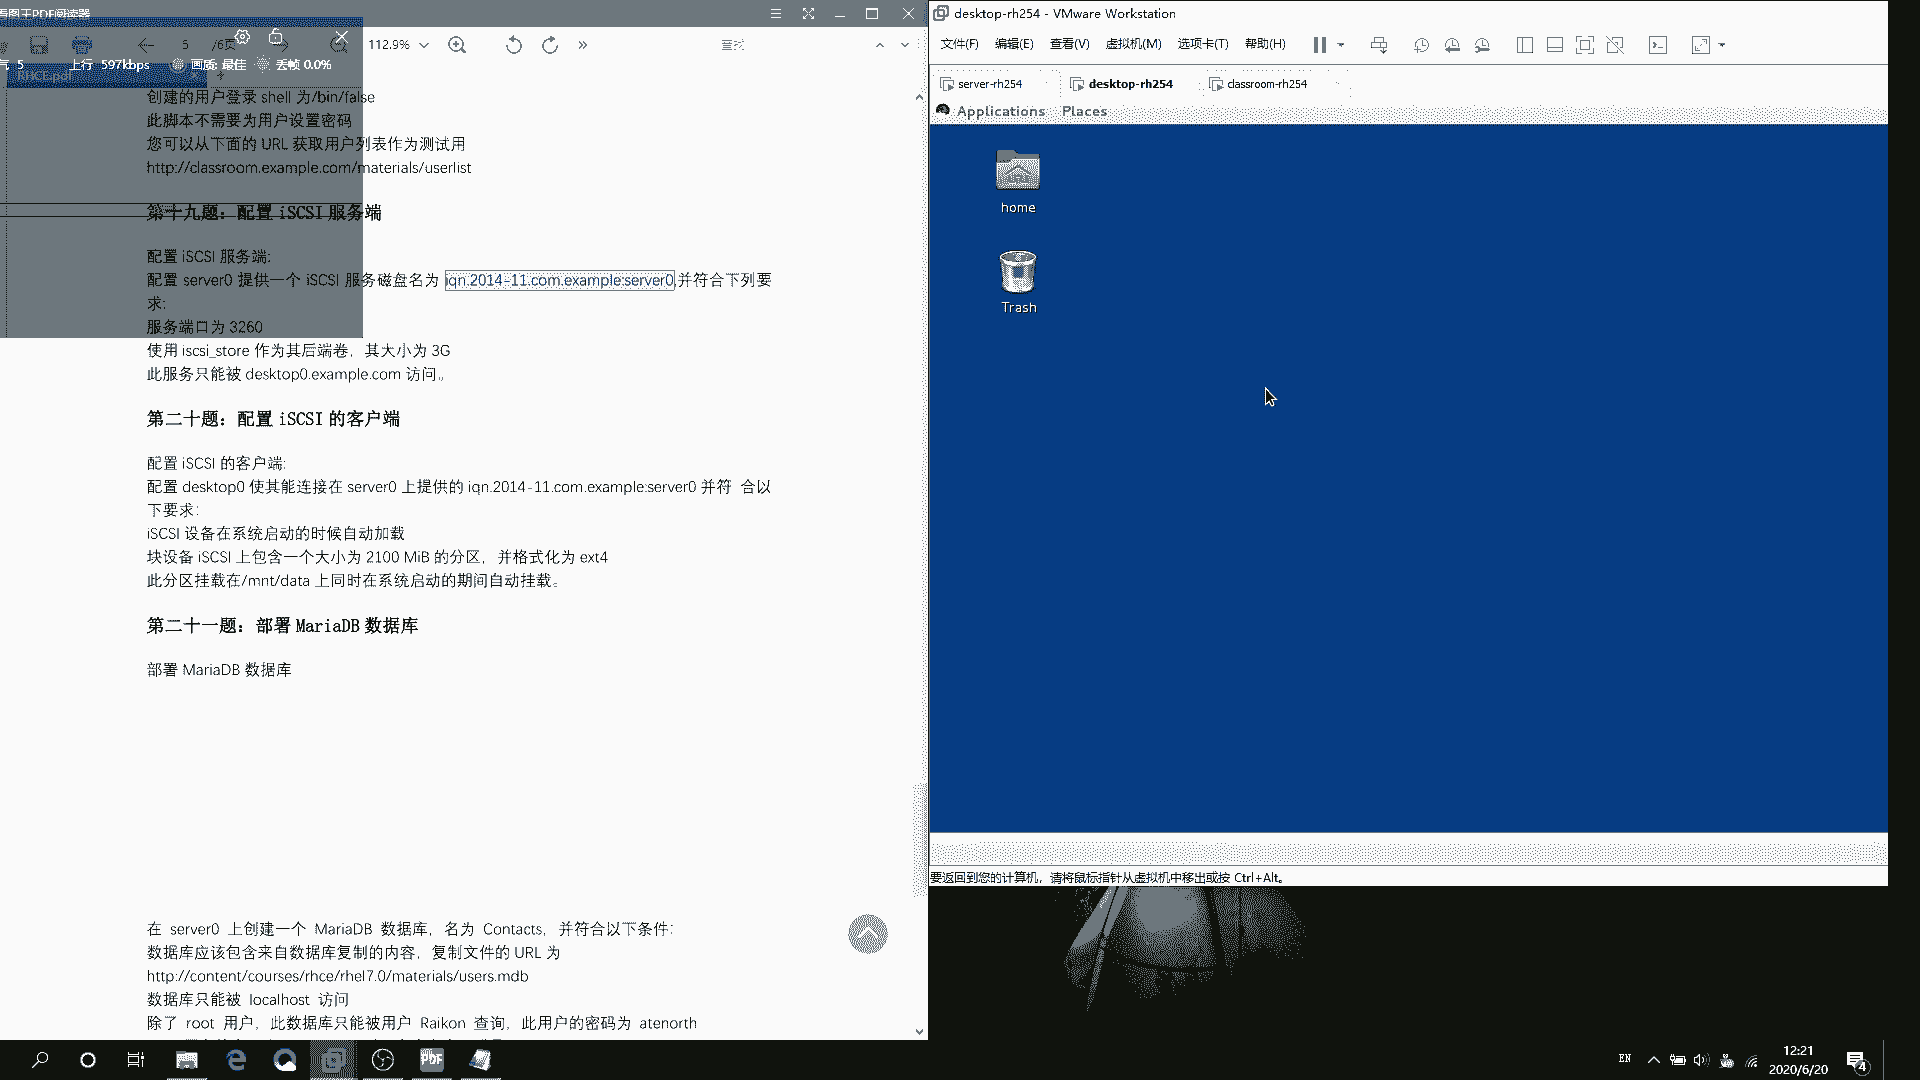 看图王PDF阅读器
5 /6页
112.9%
查找
5 上行 597kbps 画质: 最佳 丢帧 0.0%
RHCE.pdf
创建的用户登录 shell 为/bin/false
此脚本不需要为用户设置密码
您可以从下面的 URL 获取用户列表作为测试用
http://classroom.example.com/materials/userlist
第十九题：配置 iSCSI 服务端
配置 iSCSI 服务端:
配置 server0 提供一个 iSCSI 服务磁盘名为 iqn.2014-11.com.example:server0,并符合下列要
求:
服务端口为 3260
使用 iscsi_store 作为其后端卷，其大小为 3G
此服务只能被 desktop0.example.com 访问。
第二十题：配置 iSCSI 的客户端
配置 iSCSI 的客户端:
配置 desktop0 使其能连接在 server0 上提供的 iqn.2014-11.com.example:server0 并符 合以
下要求:
iSCSI 设备在系统启动的时候自动加载
块设备 iSCSI 上包含一个大小为 2100 MiB 的分区，并格式化为 ext4
此分区挂载在/mnt/data 上同时在系统启动的期间自动挂载。
第二十一题：部署 MariaDB 数据库
部署 MariaDB 数据库
在 server0 上创建一个 MariaDB 数据库，名为 Contacts，并符合以下条件:
数据库应该包含来自数据库复制的内容，复制文件的 URL 为
http://content/courses/rhce/rhel7.0/materials/users.mdb
数据库只能被 localhost 访问
除了 root 用户，此数据库只能被用户 Raikon 查询，此用户的密码为 atenorth
desktop-rh254 - VMware Workstation
文件(F) 编辑(E) 查看(V) 虚拟机(M) 选项卡(T) 帮助(H)
server-rh254 desktop-rh254 classroom-rh254
Applications Places
home
Trash
要返回到您的计算机，请将鼠标指针从虚拟机中移出或按 Ctrl+Alt。
PDF
EN
12:21
2020/6/20
4